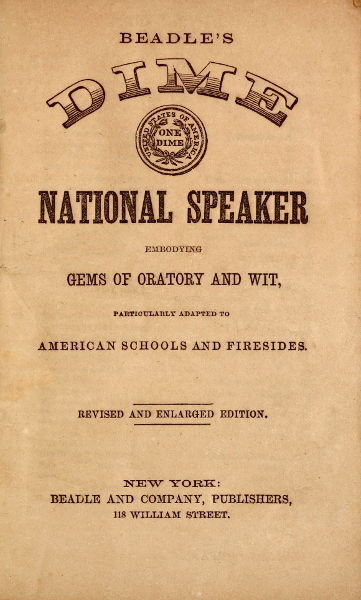 BEADLE'S
DIME
UNITED STATES OF AMERICA
ONE
DIME
NATIONAL SPEAKER
EMBODYING
GEMS OF ORATORY AND WIT,
PARTICULARLY ADAPTED TO
AMERICAN SCHOOLS AND FIRESIDES.
REVISED AND ENLARGED EDITION.
NEW YORK:
BEADLE AND COMPANY, PUBLISHERS,
118 WILLIAM STREET.